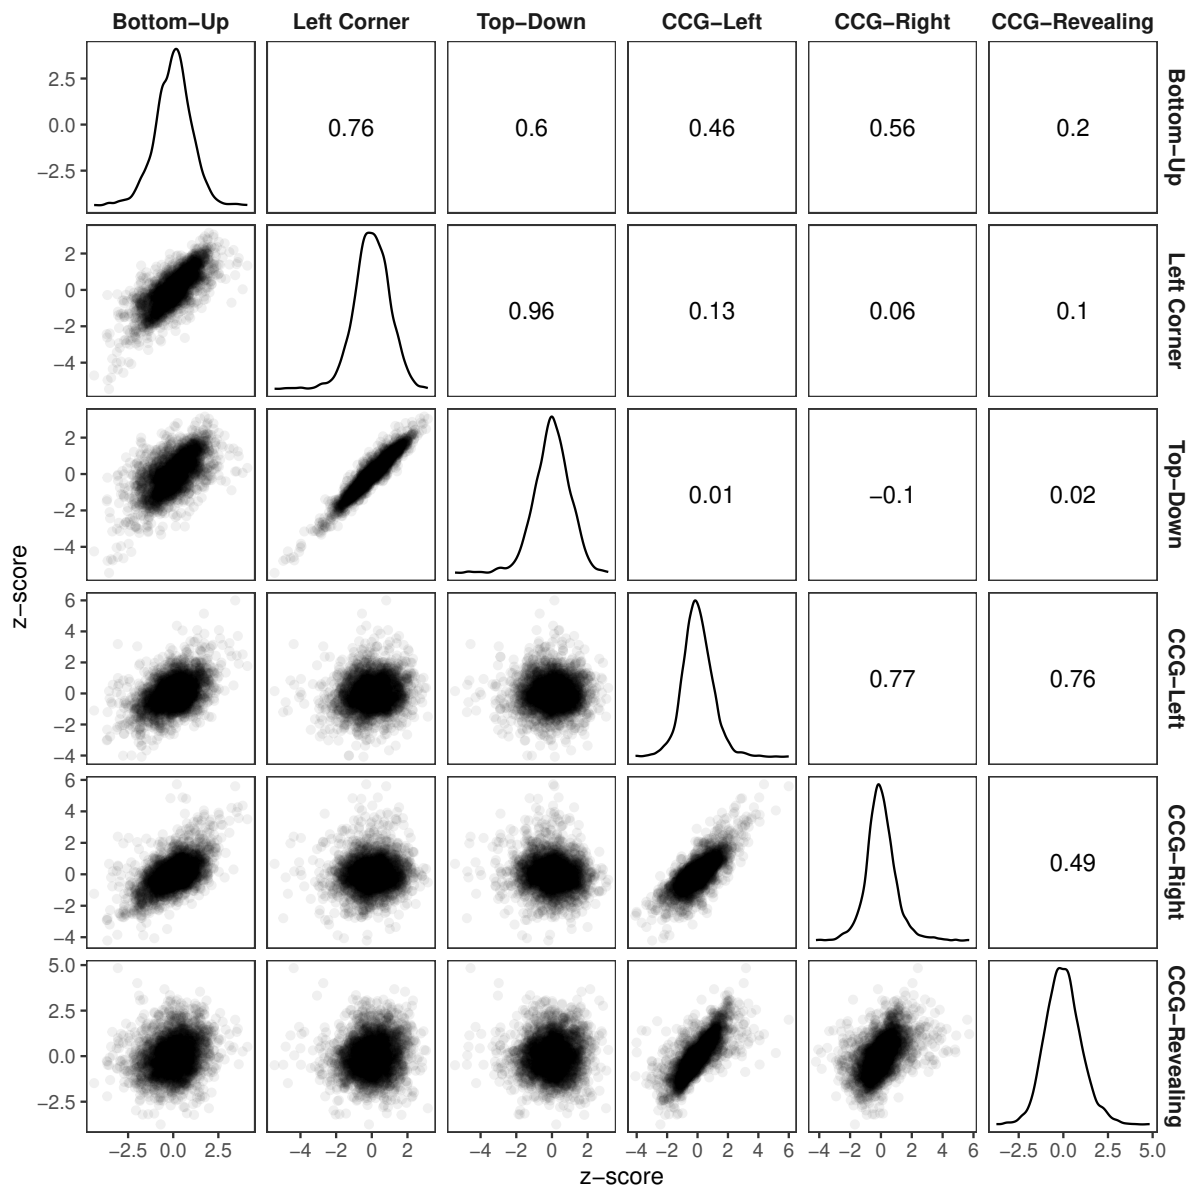 Bottom−Up Left Corner Top−Down CCG−Left CCG−Right CCG−Revealing
2.5
0.0
−2.5
0.76 0.6 0.46 0.56 0.2
Bottom−Up
2
0
−2
−4
0.96 0.13 0.06 0.1
Left Corner
2
0
−2
−4
0.01 −0.1 0.02
Top−Down
z−score
6
4
2
0
−2
−4
0.77 0.76
CCG−Left
6
4
2
0
−2
−4
0.49
CCG−Right
5.0
2.5
0.0
−2.5
CCG−Revealing
−2.5 0.0 2.5 −4 −2 0 2 −4 −2 0 2 −4 −2 0 2 4 6 −4 −2 0 2 4 6 −2.5 0.0 2.5 5.0
z−score